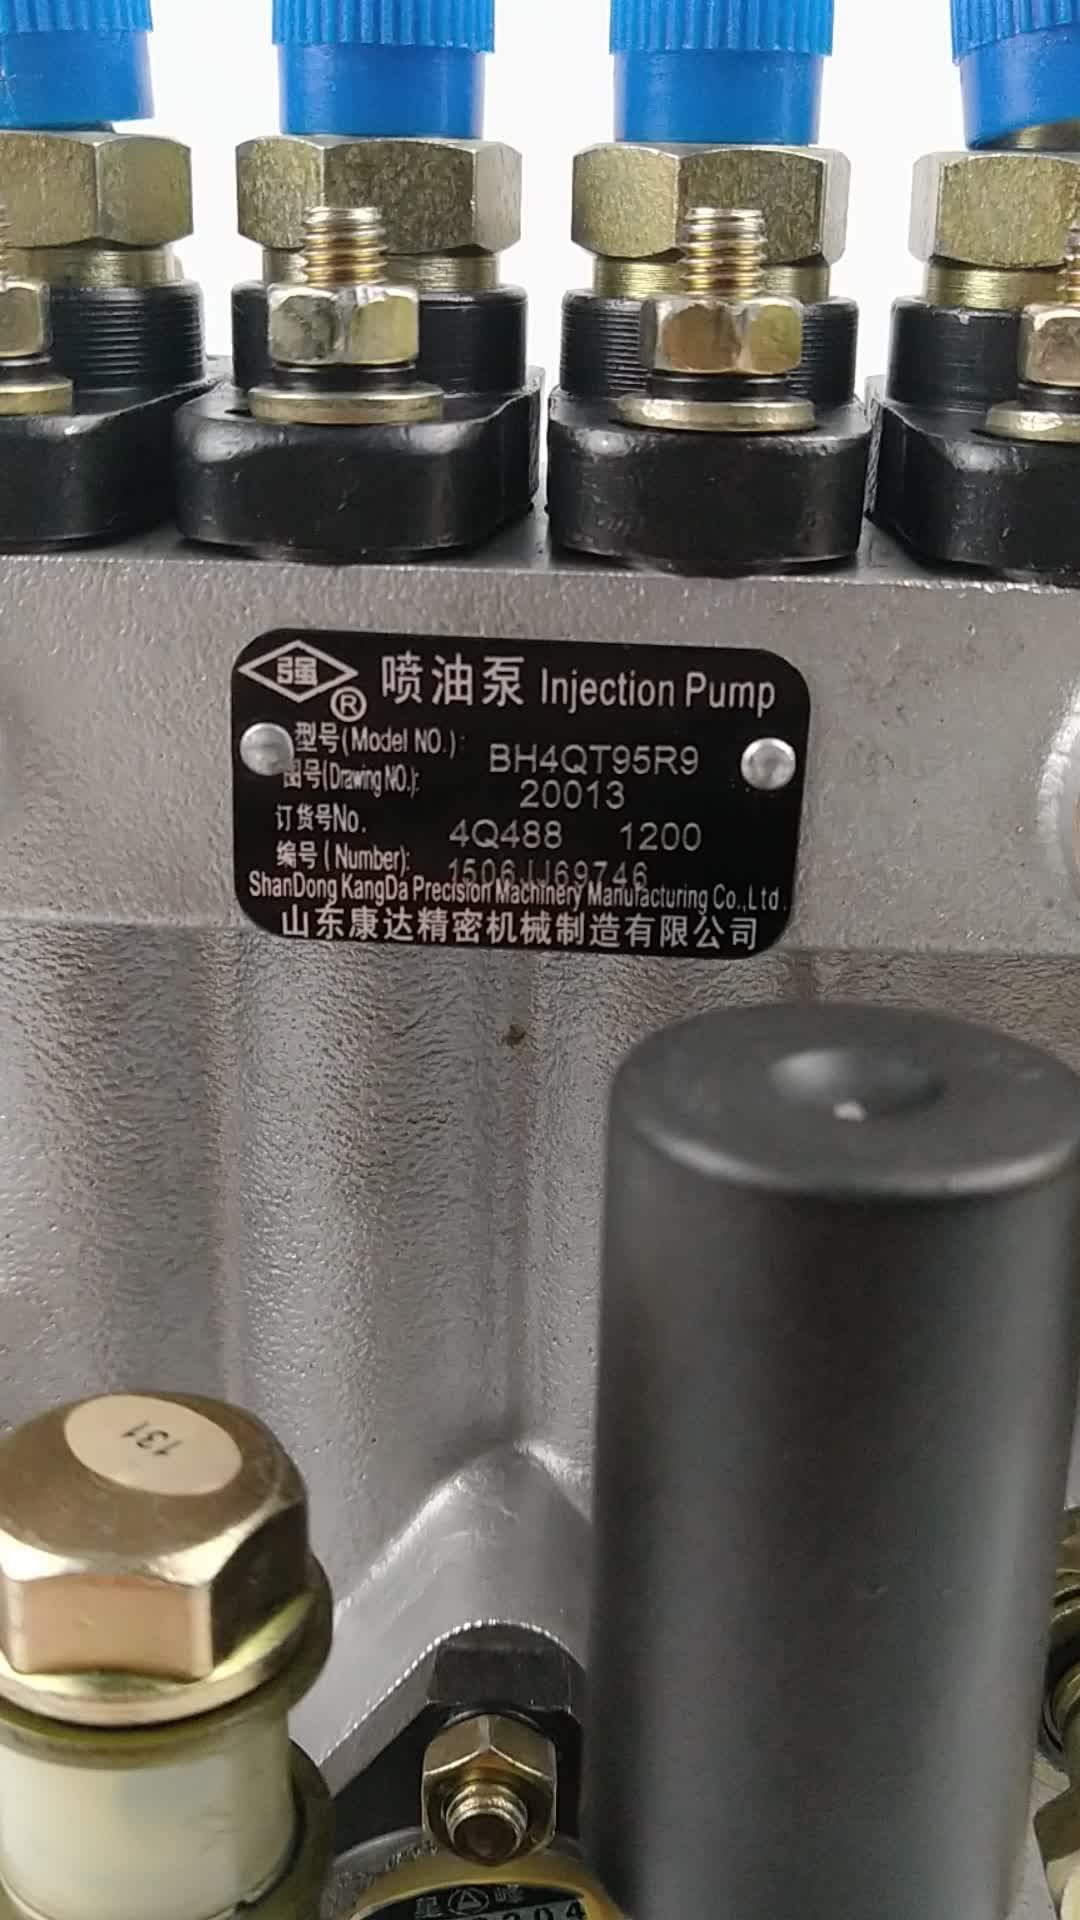 强 ® 喷油泵 Injection Pump
型号(Model NO.): BH4QT95R9
图号(Drawing NO.): 20013
订货号No. 4Q488 1200
编号(Number): 1506JJ69746
ShanDong KangDa Precision Machinery Manufacturing Co.,Ltd.
山东康达精密机械制造有限公司
131